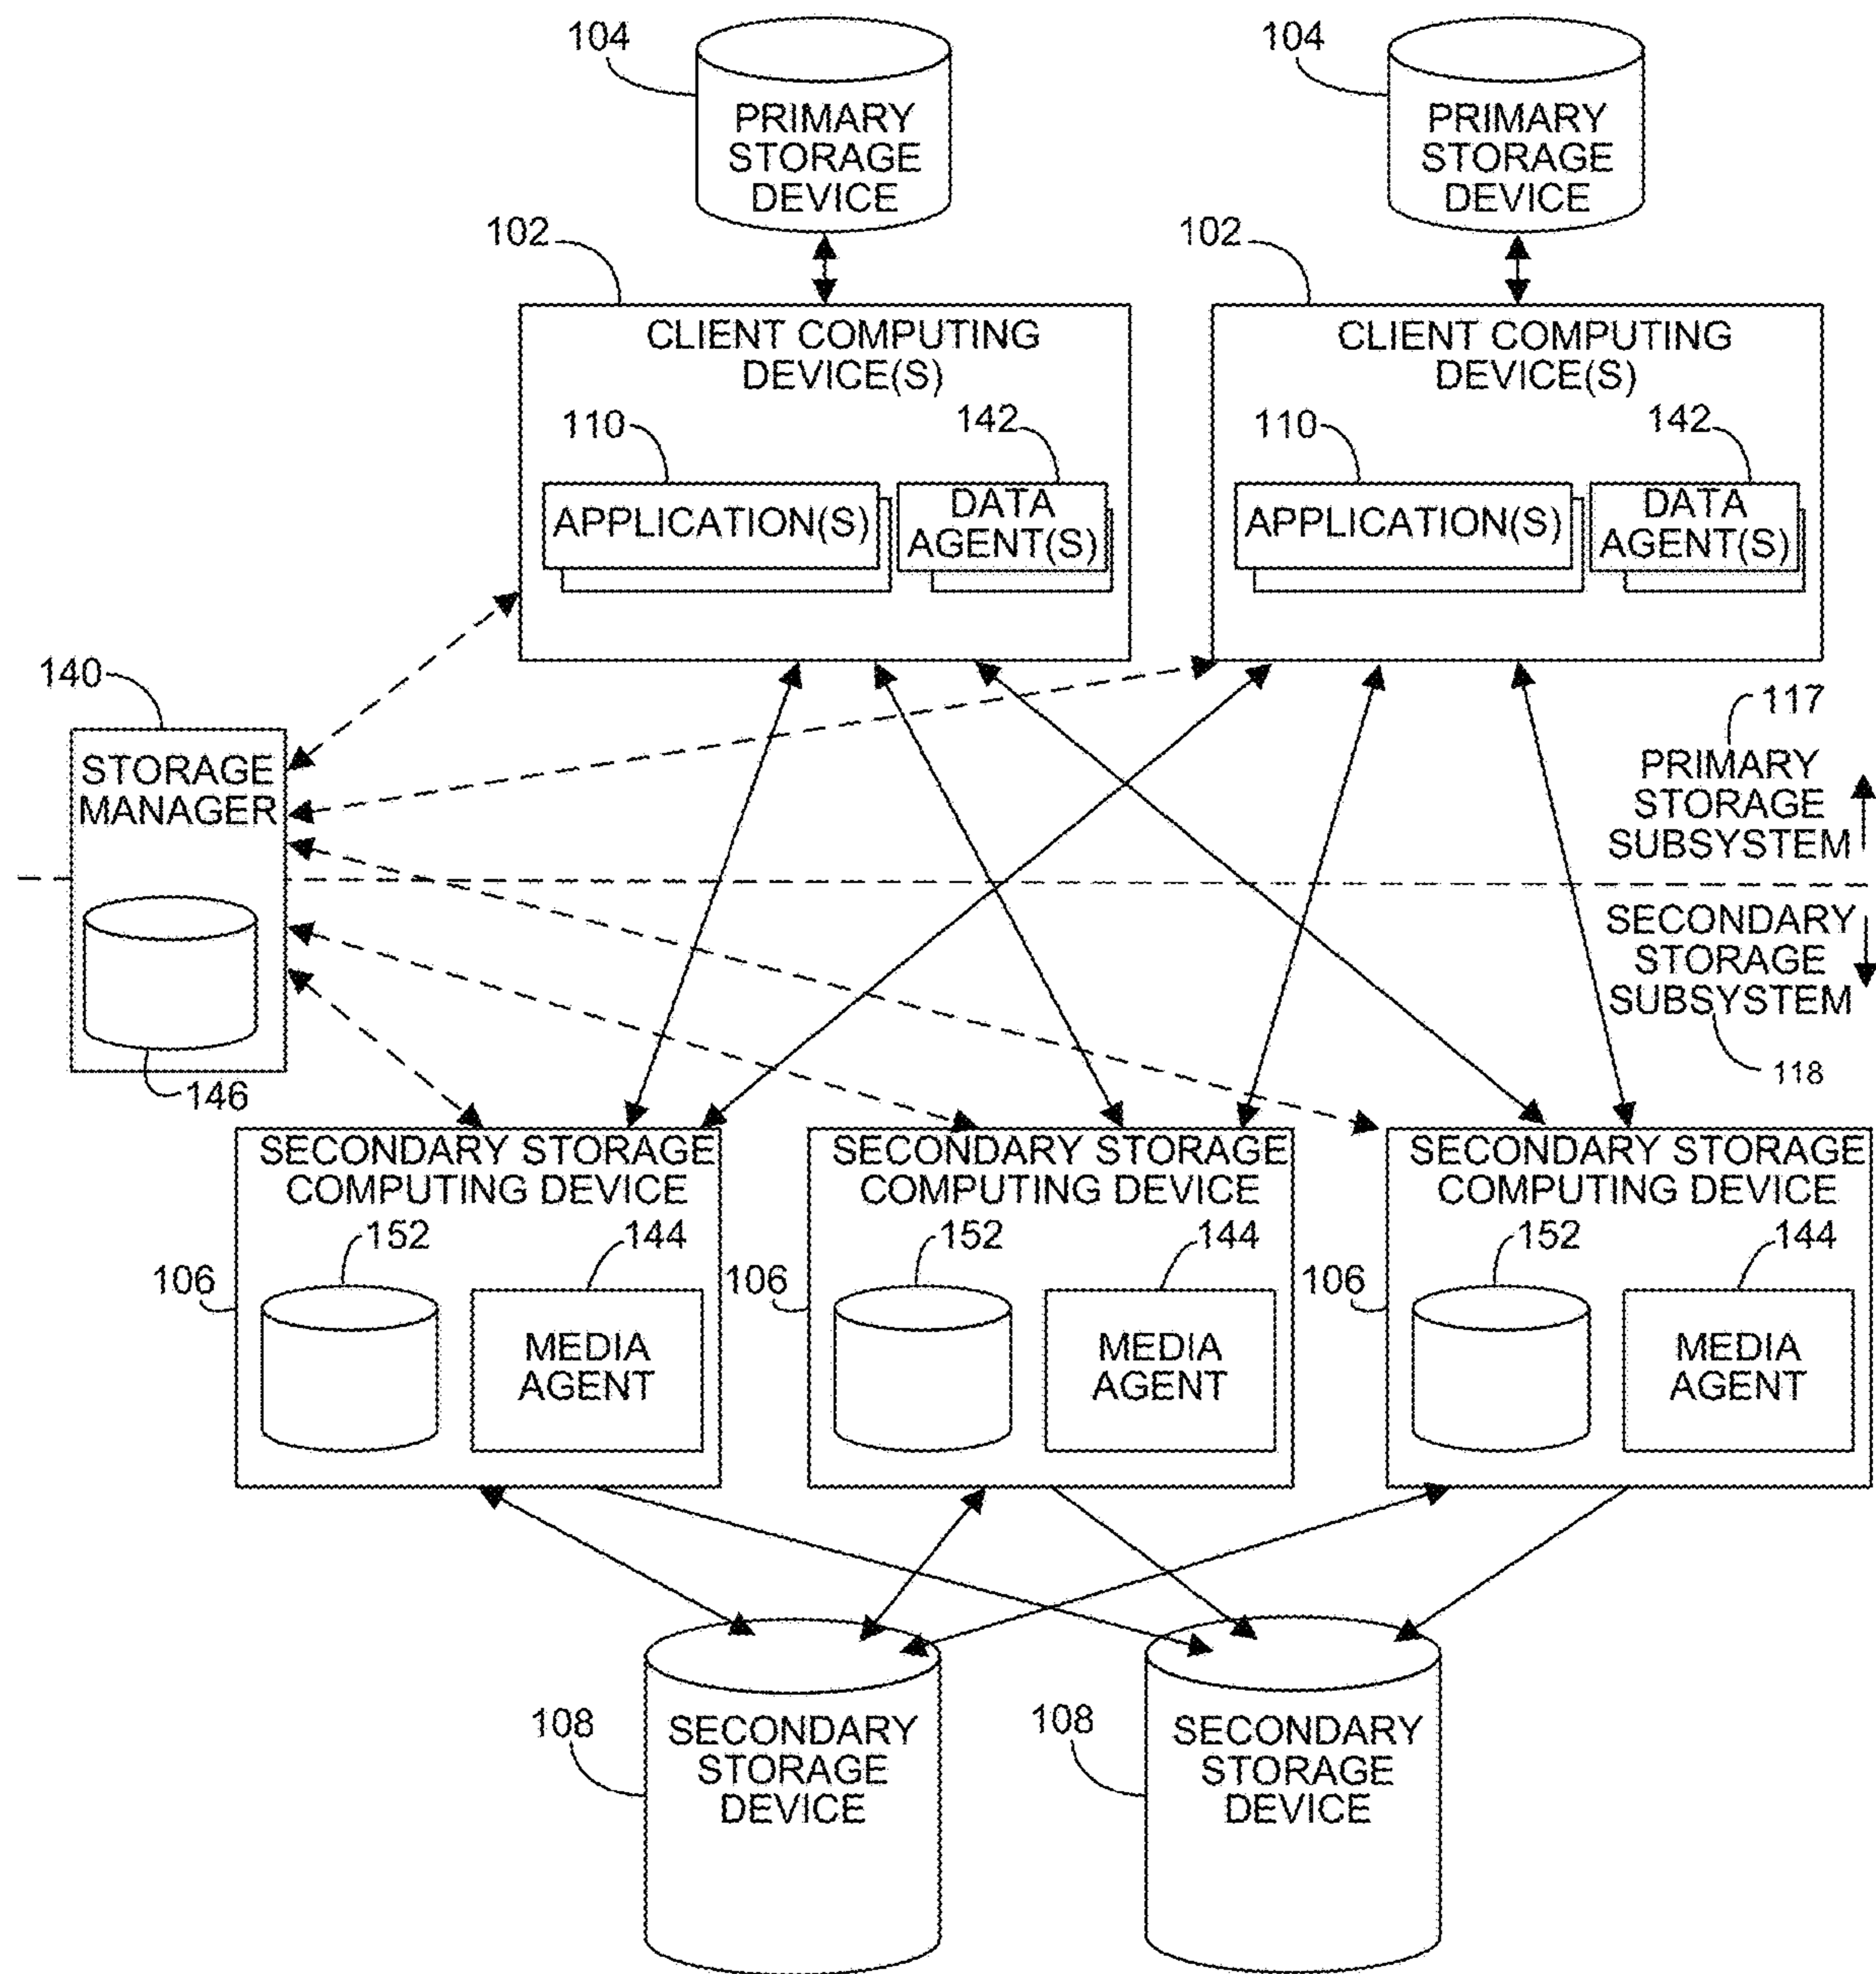 104
104
PRIMARY
STORAGE
DEVICE
PRIMARY
STORAGE
DEVICE
102
102
CLIENT COMPUTING
DEVICE(S)
110
142
APPLICATION(S)
DATA
AGENT(S)
CLIENT COMPUTING
DEVICE(S)
110
142
APPLICATION(S)
DATA
AGENT(S)
140
STORAGE
MANAGER
146
117
PRIMARY
STORAGE
SUBSYSTEM
SECONDARY
STORAGE
SUBSYSTEM
118
SECONDARY STORAGE
COMPUTING DEVICE
152
144
106
MEDIA
AGENT
SECONDARY STORAGE
COMPUTING DEVICE
152
144
106
MEDIA
AGENT
SECONDARY STORAGE
COMPUTING DEVICE
152
144
106
MEDIA
AGENT
108
SECONDARY
STORAGE
DEVICE
108
SECONDARY
STORAGE
DEVICE